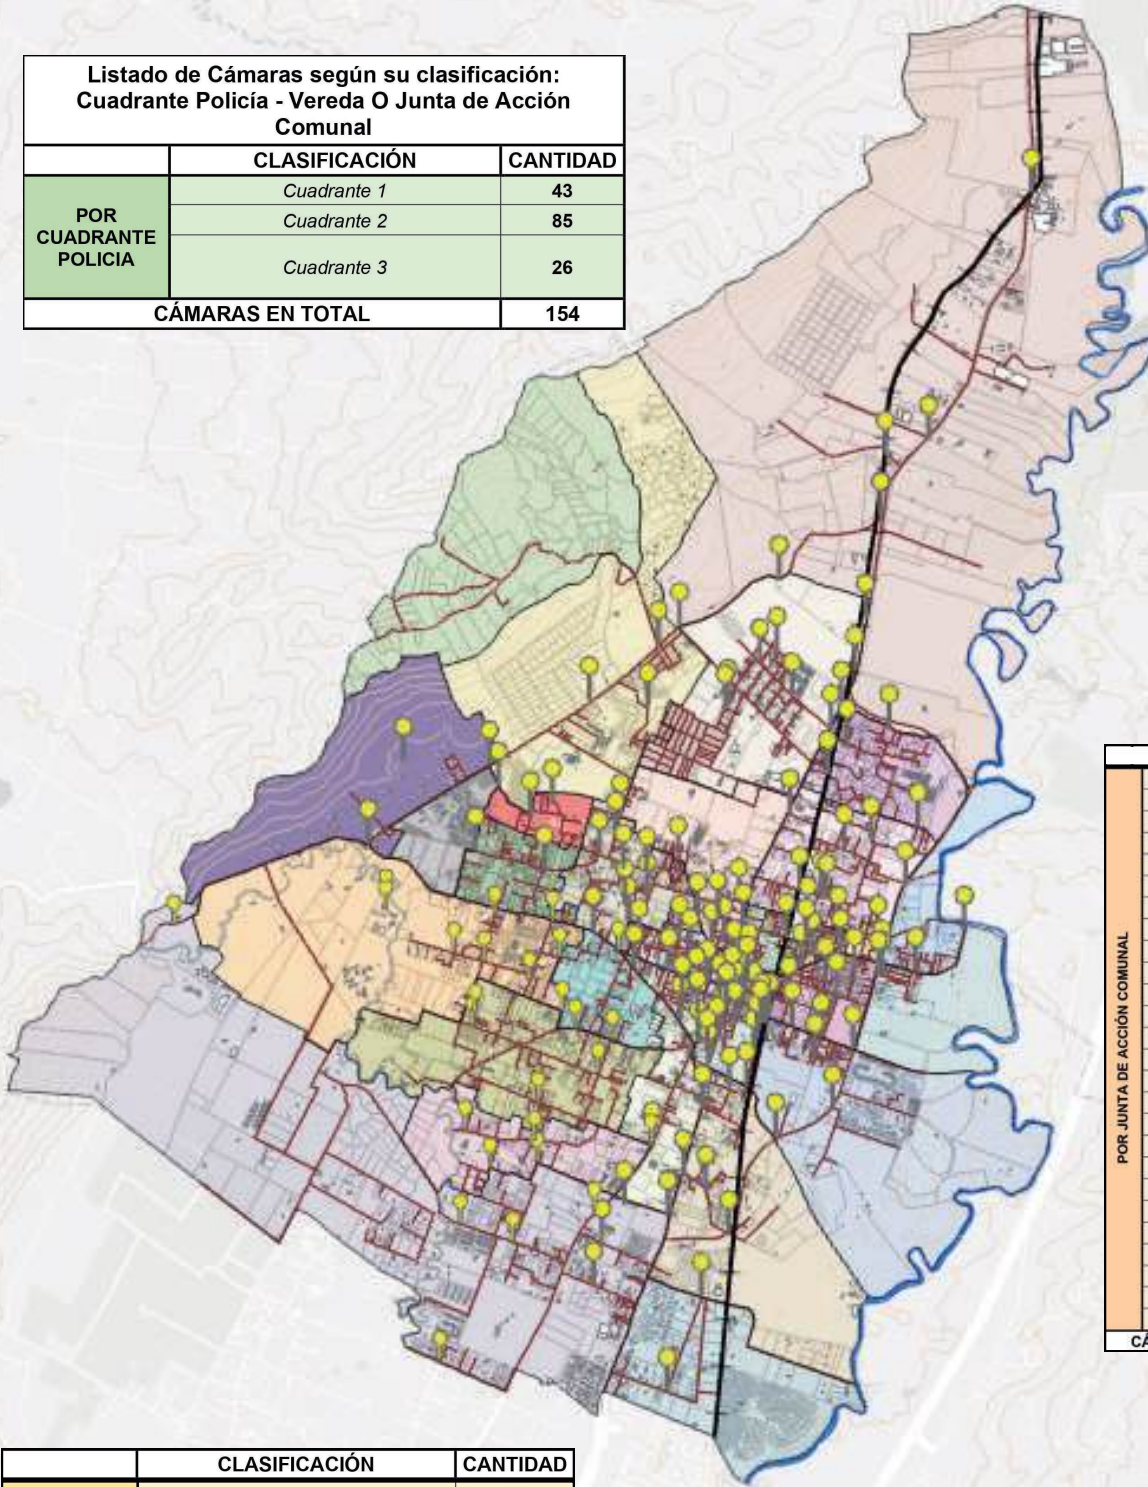 Listado de Cámaras según su clasificación:
Cuadrante Policía - Vereda O Junta de Acción
Comunal
CLASIFICACIÓN CANTIDAD
POR
CUADRANTE
POLICIA
Cuadrante 1 43
Cuadrante 2 85
Cuadrante 3 26
CÁMARAS EN TOTAL 154
POR JUNTA DE ACCIÓN COMUNAL
CÁ
CLASIFICACIÓN CANTIDAD